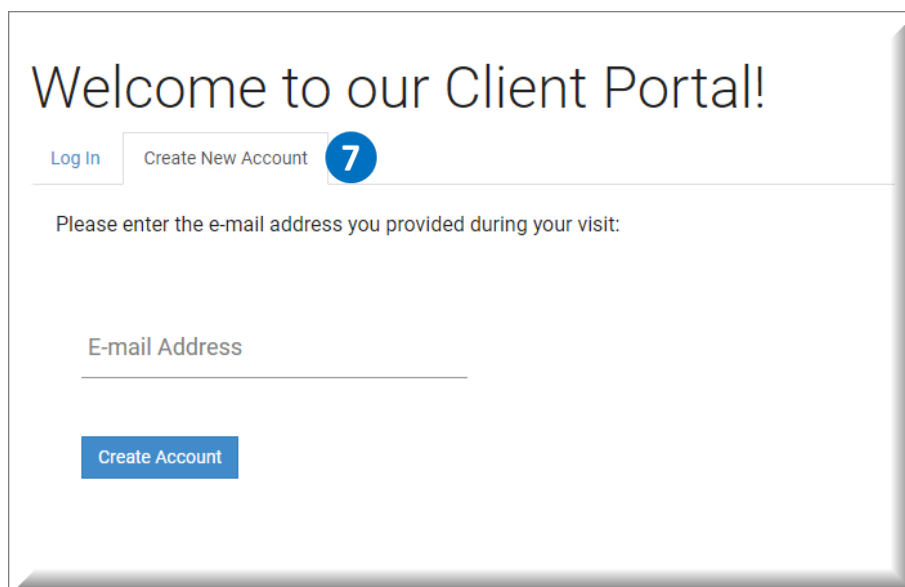 Welcome to our Client Portal!
Log In Create New Account 7
Please enter the e-mail address you provided during your visit:
E-mail Address
Create Account